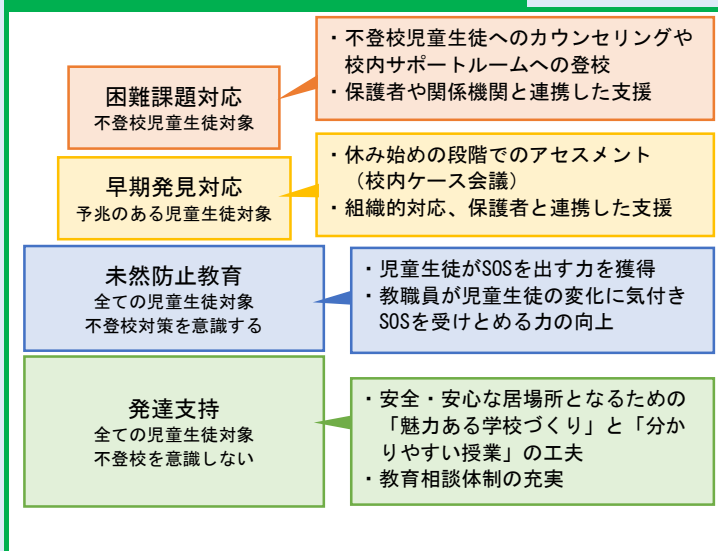 困難課題対応
不登校児童生徒対象
・不登校児童生徒へのカウンセリングや
校内サポートルームへの登校
・保護者や関係機関と連携した支援
早期発見対応
予兆のある児童生徒対象
・休み始めの段階でのアセスメント
（校内ケース会議）
・組織的対応、保護者と連携した支援
未然防止教育
全ての児童生徒対象
不登校対策を意識する
・児童生徒がSOSを出す力を獲得
・教職員が児童生徒の変化に気付き
SOSを受けとめる力の向上
発達支持
全ての児童生徒対象
不登校を意識しない
・安全・安心な居場所となるための
「魅力ある学校づくり」と「分か
りやすい授業」の工夫
・教育相談体制の充実